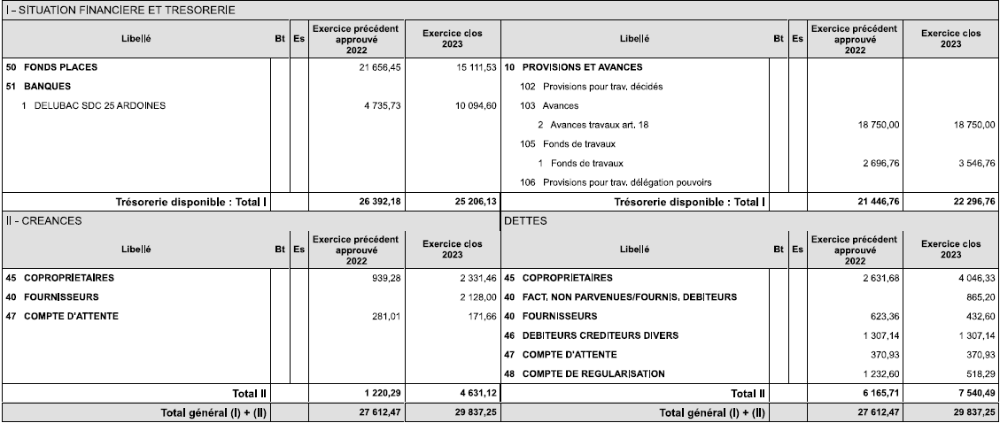 I - SITUATION FINANCIERE ET TRESORERIE
Libellé Bt Es Exercice précédent approuvé 2022 Exercice clos 2023 Libellé Bt Es Exercice précédent approuvé 2022 Exercice clos 2023
50 FONDS PLACES 21 656,45 15 111,53 10 PROVISIONS ET AVANCES
51 BANQUES 102 Provisions pour trav. décidés
1 DELUBAC SDC 25 ARDOINES 4 735,73 10 094,60 103 Avances
2 Avances travaux art. 18 18 750,00 18 750,00
105 Fonds de travaux
1 Fonds de travaux 2 696,76 3 546,76
106 Provisions pour trav. délégation pouvoirs
Trésorerie disponible : Total I 26 392,18 25 206,13 Trésorerie disponible : Total I 21 446,76 22 296,76
II - CREANCES DETTES
Libellé Bt Es Exercice précédent approuvé 2022 Exercice clos 2023 Libellé Bt Es Exercice précédent approuvé 2022 Exercice clos 2023
45 COPROPRIETAIRES 939,28 2 331,46 45 COPROPRIETAIRES 2 631,68 4 046,33
40 FOURNISSEURS 2 128,00 40 FACT. NON PARVENUES/FOURNIS. DEBITEURS 865,20
47 COMPTE D'ATTENTE 281,01 171,66 40 FOURNISSEURS 623,36 432,60
46 DEBITEURS CREDITEURS DIVERS 1 307,14 1 307,14
47 COMPTE D'ATTENTE 370,93 370,93
48 COMPTE DE REGULARISATION 1 232,60 518,29
Total II 1 220,29 4 631,12 Total II 6 165,71 7 540,49
Total général (I) + (II) 27 612,47 29 837,25 Total général (I) + (II) 27 612,47 29 837,25